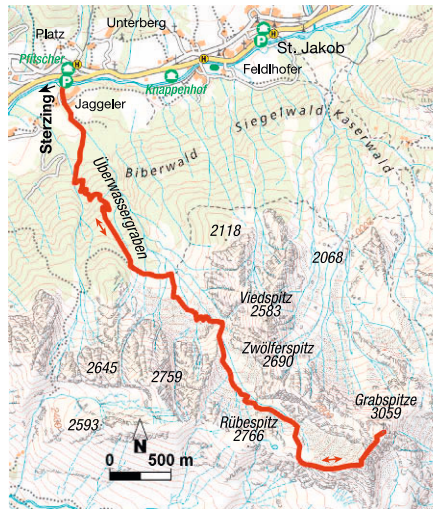 Unterberg
Platz
H
St. Jakob
Pfitscher
H
P
H
Feldhofer
P
Knappenhof
Jaggeler
Sterzing
Siegelwald
Kaserwald
Biberwald
Überwassergraben
2118
2068
Viedspitz
2583
Zwölferspitz
2690
2645
2759
Grabspitze
3059
Rübespitz
2766
2593
N
0 500 m